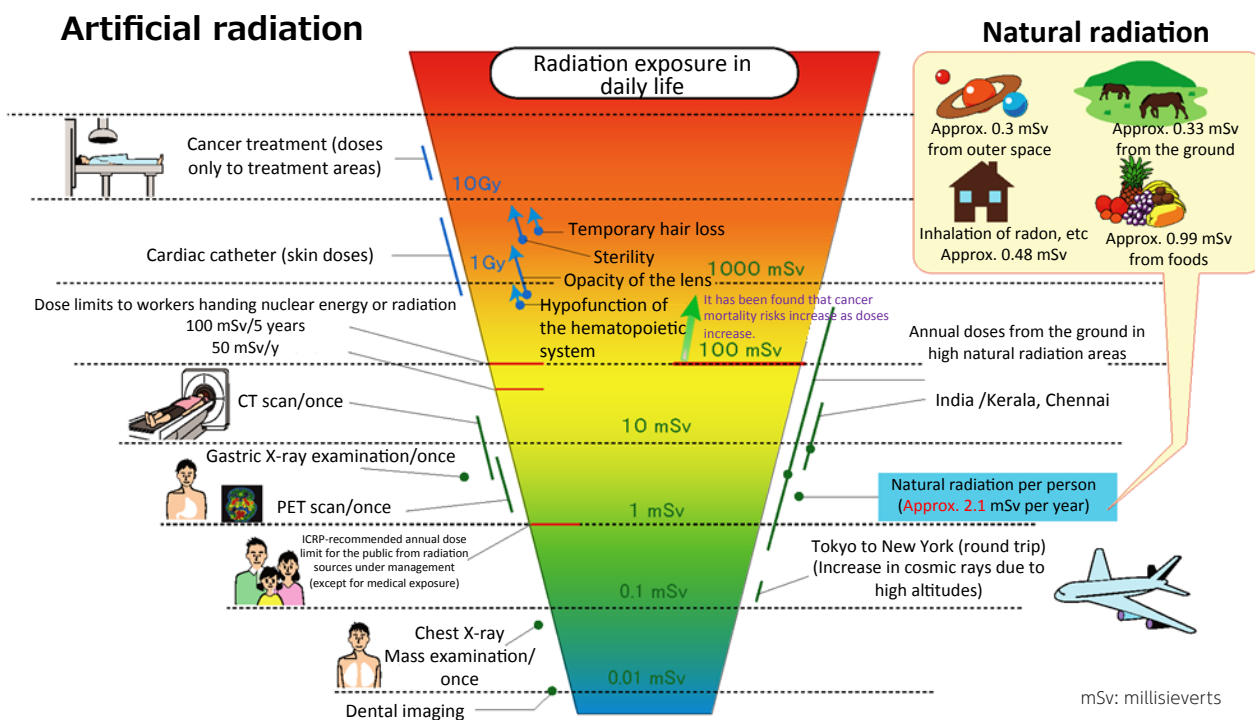 Artificial radiation
Radiation exposure in
daily life
Natural radiation
Approx. 0.3 mSv
from outer space
Approx. 0.33 mSv
from the ground
Inhalation of radon, etc
Approx. 0.48 mSv
Approx. 0.99 mSv
from foods
Cancer treatment (doses
only to treatment areas)
10Gy
Cardiac catheter (skin doses)
1Gy
Temporary hair loss
Sterility
Opacity of the lens
Hypofunction of
the hematopoietic
system
1000 mSv
It has been found that cancer
mortality risks increase as doses
increase.
100 mSv
Dose limits to workers handing nuclear energy or radiation
100 mSv/5 years
50 mSv/y
Annual doses from the ground in
high natural radiation areas
India /Kerala, Chennai
CT scan/once
10 mSv
Gastric X-ray examination/once
PET scan/once
1 mSv
Natural radiation per person
(Approx. 2.1 mSv per year)
ICRP-recommended annual dose
limit for the public from radiation
sources under management
(except for medical exposure)
Tokyo to New York (round trip)
(Increase in cosmic rays due to
high altitudes)
0.1 mSv
Chest X-ray
Mass examination/
once
0.01 mSv
Dental imaging
mSv: millisieverts